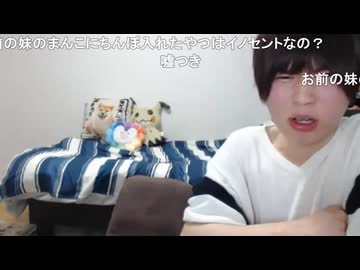 前の妹のまんこにちんぽ入れたやつはイノセントなの？
嘘つき
お前の妹の